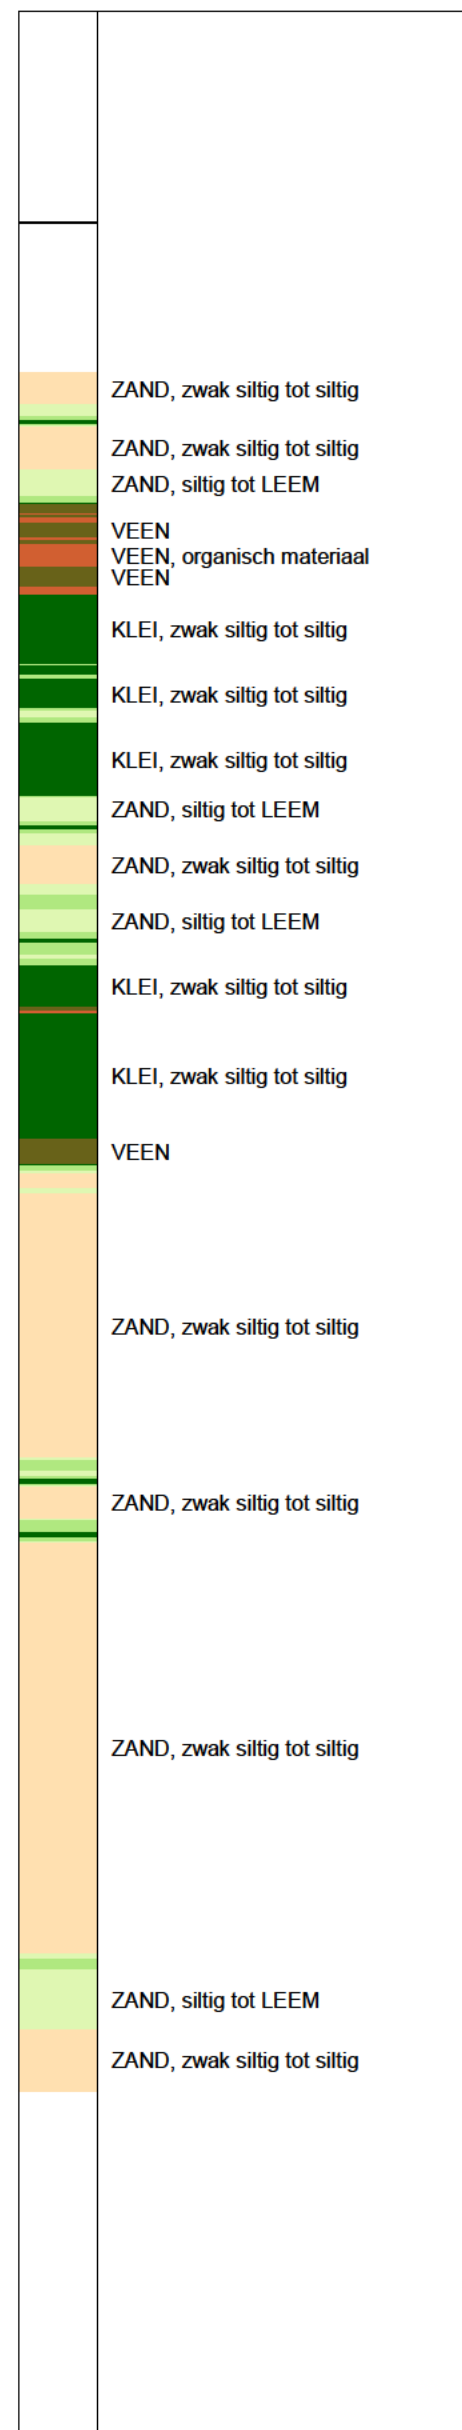 ZAND, zwak siltig tot siltig
ZAND, zwak siltig tot siltig
ZAND, siltig tot LEEM
VEEN
VEEN, organisch materiaal
VEEN
KLEI, zwak siltig tot siltig
KLEI, zwak siltig tot siltig
KLEI, zwak siltig tot siltig
ZAND, siltig tot LEEM
ZAND, zwak siltig tot siltig
ZAND, siltig tot LEEM
KLEI, zwak siltig tot siltig
KLEI, zwak siltig tot siltig
VEEN
ZAND, zwak siltig tot siltig
ZAND, zwak siltig tot siltig
ZAND, zwak siltig tot siltig
ZAND, siltig tot LEEM
ZAND, zwak siltig tot siltig